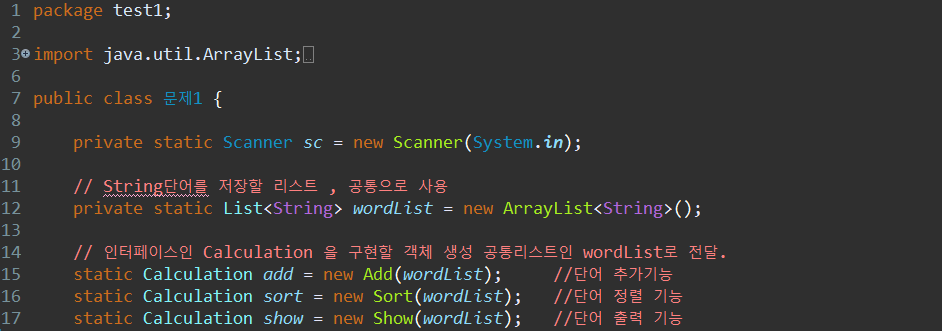 1 package test1;
2
3 import java.util.ArrayList;
6
7 public class 문제1 {
8
9 private static Scanner sc = new Scanner(System.in);
10
11 // String단어를 저장할 리스트 , 공통으로 사용
12 private static List<String> wordList = new ArrayList<String>();
13
14 // 인터페이스인 Calculation 을 구현할 객체 생성 공통리스트인 wordList로 전달.
15 static Calculation add = new Add(wordList); //단어 추가기능
16 static Calculation sort = new Sort(wordList); //단어 정렬 기능
17 static Calculation show = new Show(wordList); //단어 출력 기능